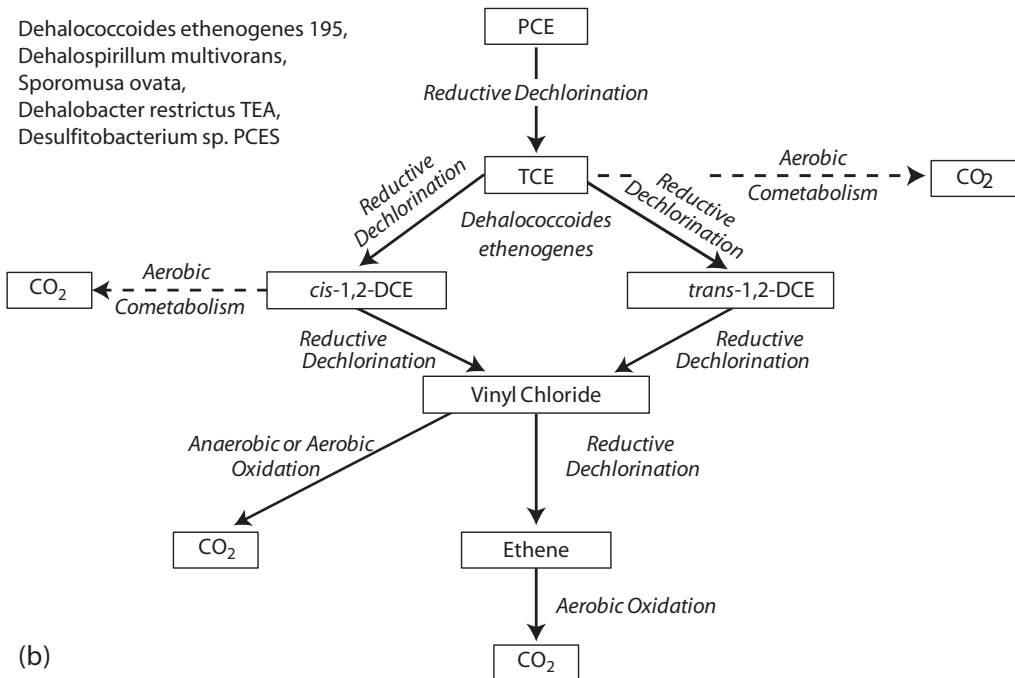 Dehalococcoides ethenogenes 195,
Dehalospirillum multivorans,
Sporomusa ovata,
Dehalobacter restrictus TEA,
Desulfitobacterium sp. PCES
PCE
Reductive Dechlorination
TCE
Aerobic
Cometabolism
CO2
Reductive
Dechlorination
Reductive
Dechlorination
Dehalococcoides
ethenogenes
CO₂
Aerobic
Cometabolism
cis-1,2-DCE
trans-1,2-DCE
Reductive
Dechlorination
Reductive
Dechlorination
Vinyl Chloride
Anaerobic or Aerobic
Oxidation
Reductive
Dechlorination
CO₂
Ethene
Aerobic Oxidation
CO₂
(b)